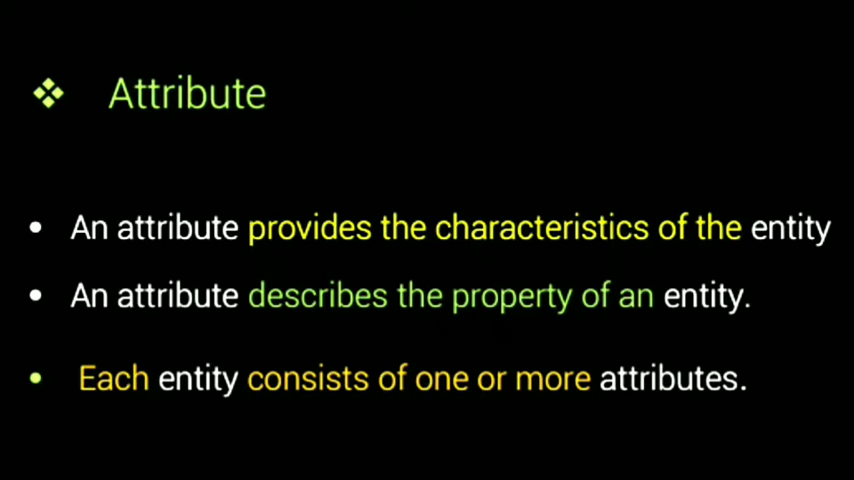 Attribute
An attribute provides the characteristics of the entity
An attribute describes the property of an entity.
Each entity consists of one or more attributes.